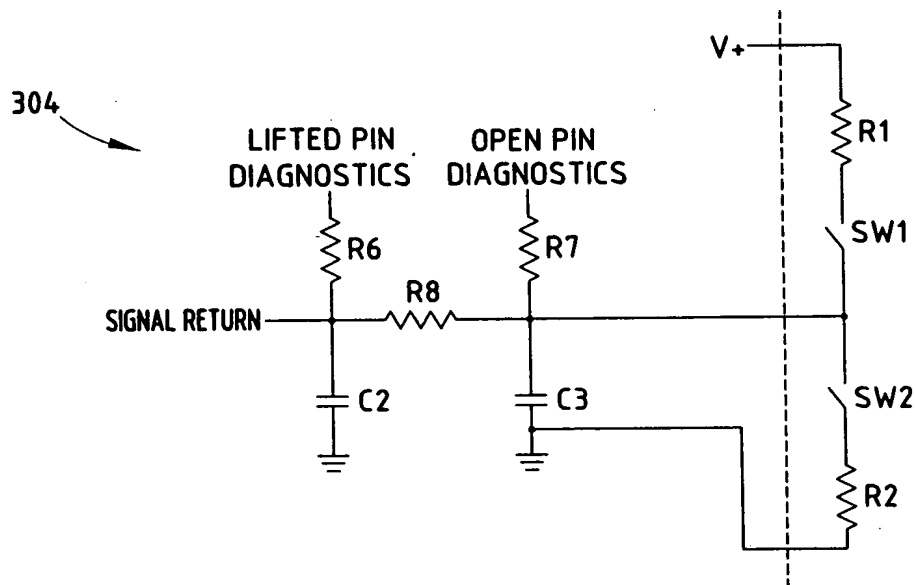 V+
304
R1
LIFTED PIN
DIAGNOSTICS
OPEN PIN
DIAGNOSTICS
SW1
R6
R7
R8
SIGNAL RETURN
C2
C3
SW2
R2